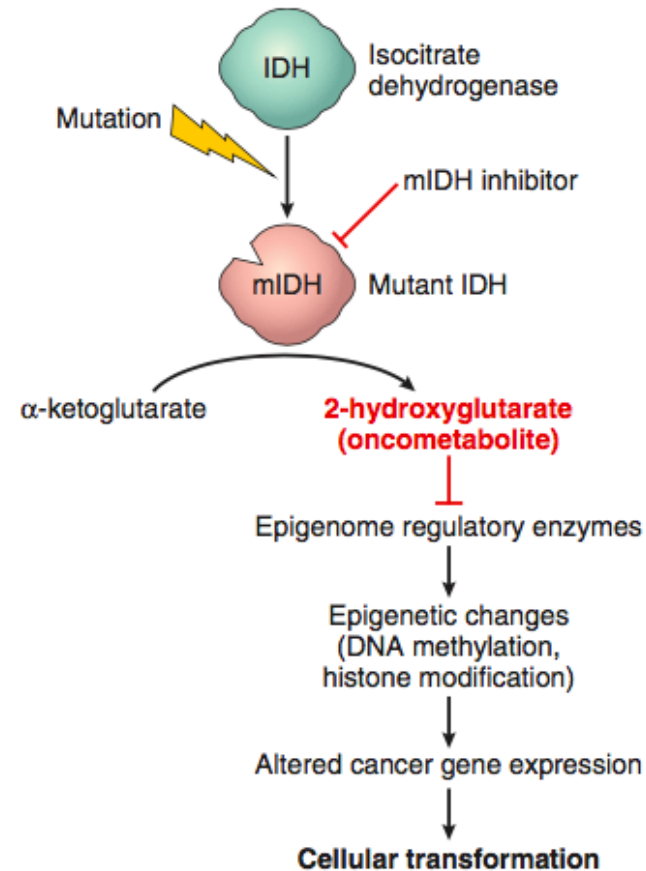 IDH
Isocitrate
dehydrogenase
Mutation
mIDH inhibitor
mIDH
Mutant IDH
α-ketoglutarate
2-hydroxyglutarate
(oncometabolite)
Epigenome regulatory enzymes
Epigenetic changes
(DNA methylation,
histone modification)
Altered cancer gene expression
Cellular transformation